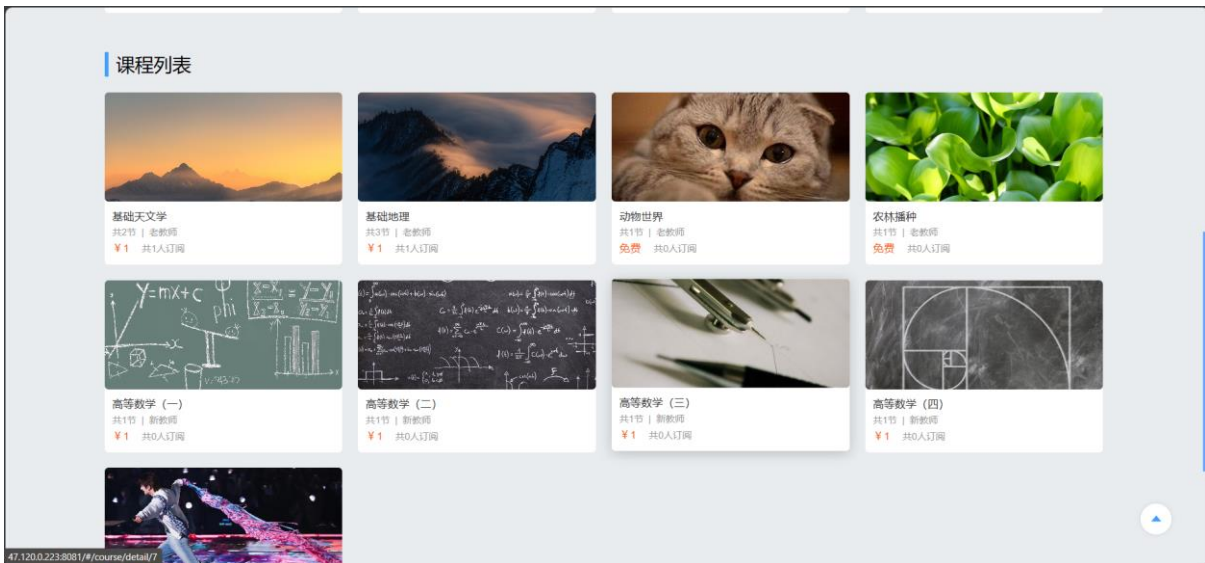 课程列表
基础天文学
共2节 | 老教师
¥1 共1人订阅
基础地理
共3节 | 老教师
¥1 共1人订阅
动物世界
共1节 | 老教师
免费 共0人订阅
农林播种
共1节 | 老教师
免费 共0人订阅
y=mx+c
phi
高等数学（一）
共1节 | 新教师
¥1 共0人订阅
高等数学（二）
共1节 | 新教师
¥1 共0人订阅
高等数学（三）
共1节 | 新教师
¥1 共0人订阅
高等数学（四）
共1节 | 新教师
¥1 共0人订阅
47.120.0.223:8081/#/course/detail/7